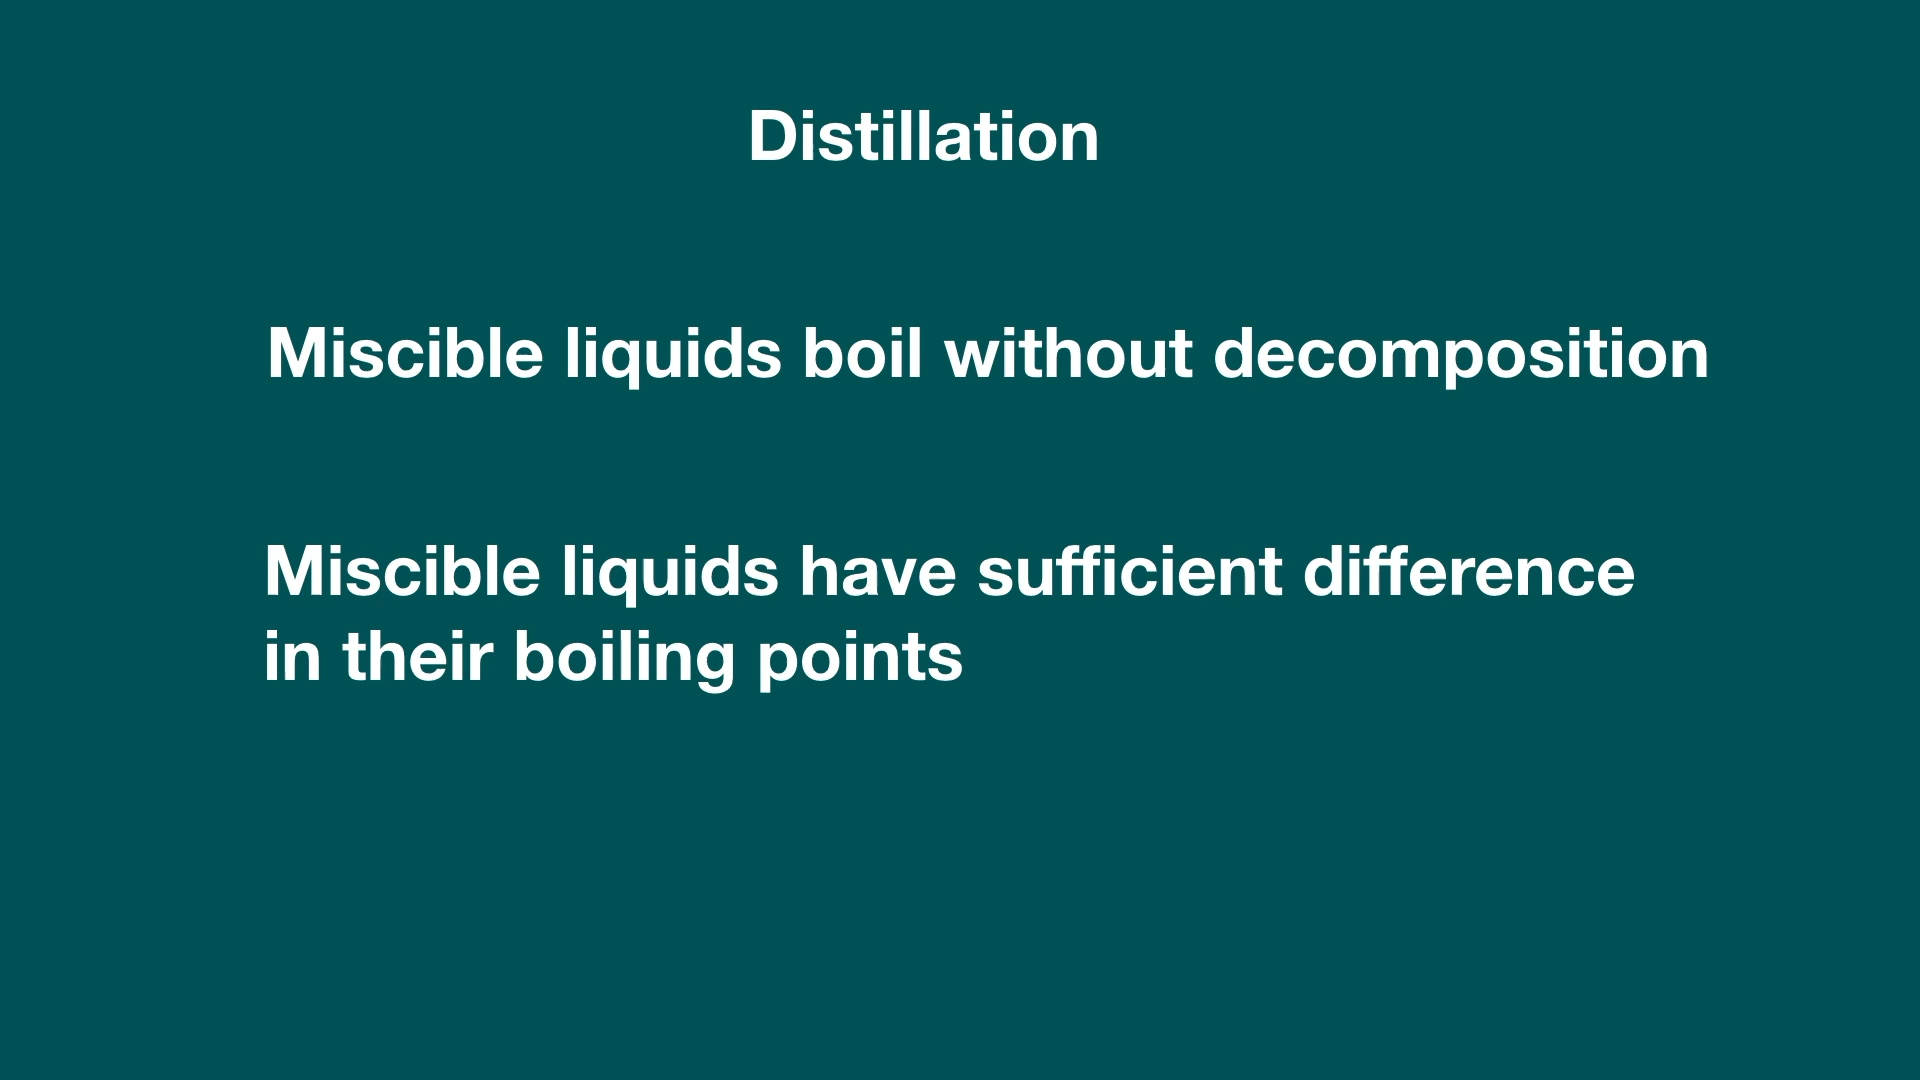 Distillation
Miscible liquids boil without decomposition
Miscible liquids have sufficient difference
in their boiling points